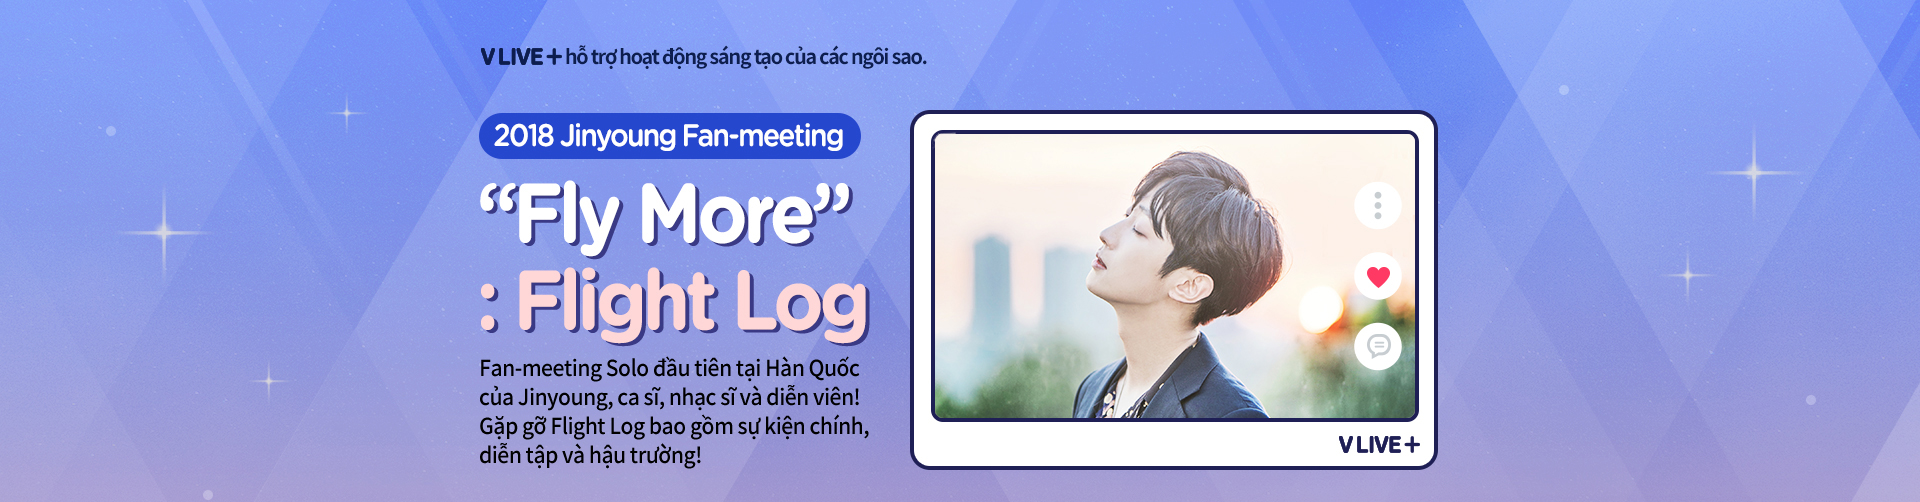 V LIVE+ hỗ trợ hoạt động sáng tạo của các ngôi sao.
2018 Jinyoung Fan-meeting
“Fly More”
: Flight Log
Fan-meeting Solo đầu tiên tại Hàn Quốc
của Jinyoung, ca sĩ, nhạc sĩ và diễn viên!
Gặp gỡ Flight Log bao gồm sự kiện chính,
diễn tập và hậu trường!
V LIVE+